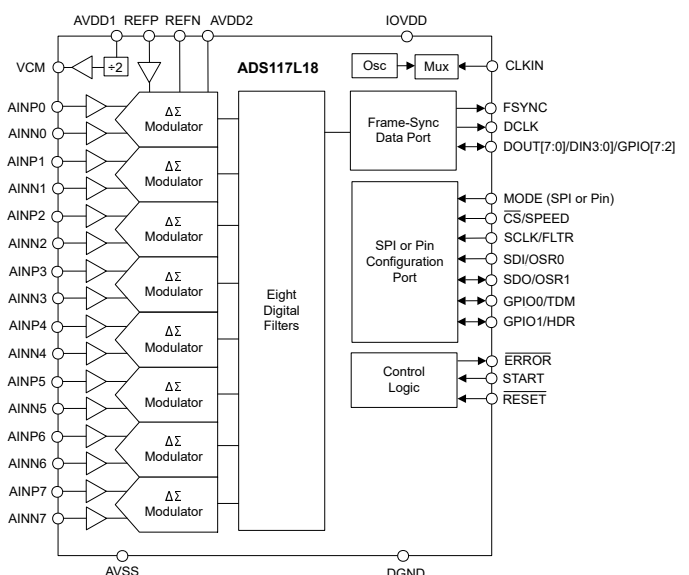 AVDD1 REFP REFN AVDD2 IOVDD
VCM
÷2
ADS117L18
Osc
Mux
CLKIN
AINP0
AINN0
AINP1
AINN1
AINP2
AINN2
AINP3
AINN3
AINP4
AINN4
AINP5
AINN5
AINP6
AINN6
AINP7
AINN7
ΔΣ
Modulator
ΔΣ
Modulator
ΔΣ
Modulator
ΔΣ
Modulator
ΔΣ
Modulator
ΔΣ
Modulator
ΔΣ
Modulator
ΔΣ
Modulator
Eight
Digital
Filters
Frame-Sync
Data Port
FSYNC
DCLK
DOUT[7:0]/DIN3:0]/GPIO[7:2]
SPI or Pin
Configuration
Port
MODE (SPI or Pin)
CS/SPEED
SCLK/FLTR
SDI/OSR0
SDO/OSR1
GPIO0/TDM
GPIO1/HDR
Control
Logic
ERROR
START
RESET
AVSS
DGND